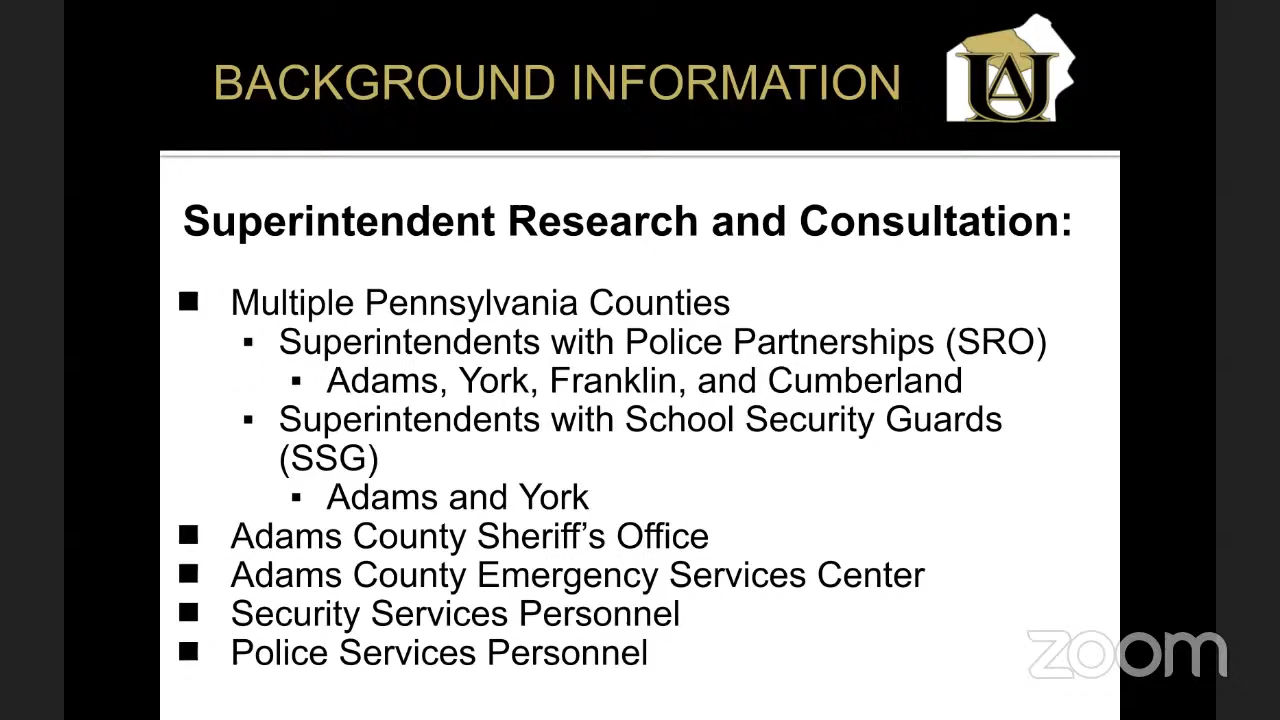 BACKGROUND INFORMATION
UA
Superintendent Research and Consultation:
■ Multiple Pennsylvania Counties
▪ Superintendents with Police Partnerships (SRO)
▪ Adams, York, Franklin, and Cumberland
▪ Superintendents with School Security Guards
(SSG)
▪ Adams and York
■ Adams County Sheriff’s Office
■ Adams County Emergency Services Center
■ Security Services Personnel
■ Police Services Personnel
zoom